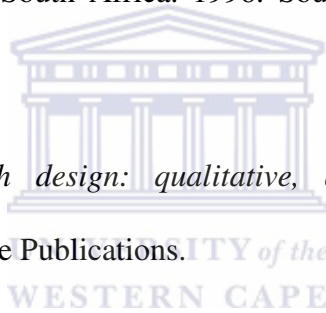 South Africa. 1996. Sou
h design: qualitative,
e Publications.
UNIVERSITY of the
WESTERN CAPE